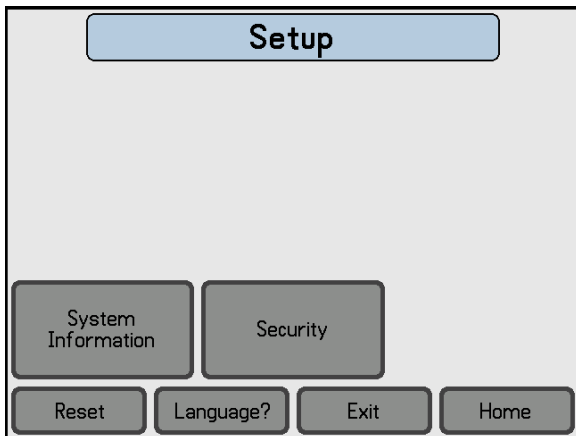 Setup
System
Information
Security
Reset
Language?
Exit
Home